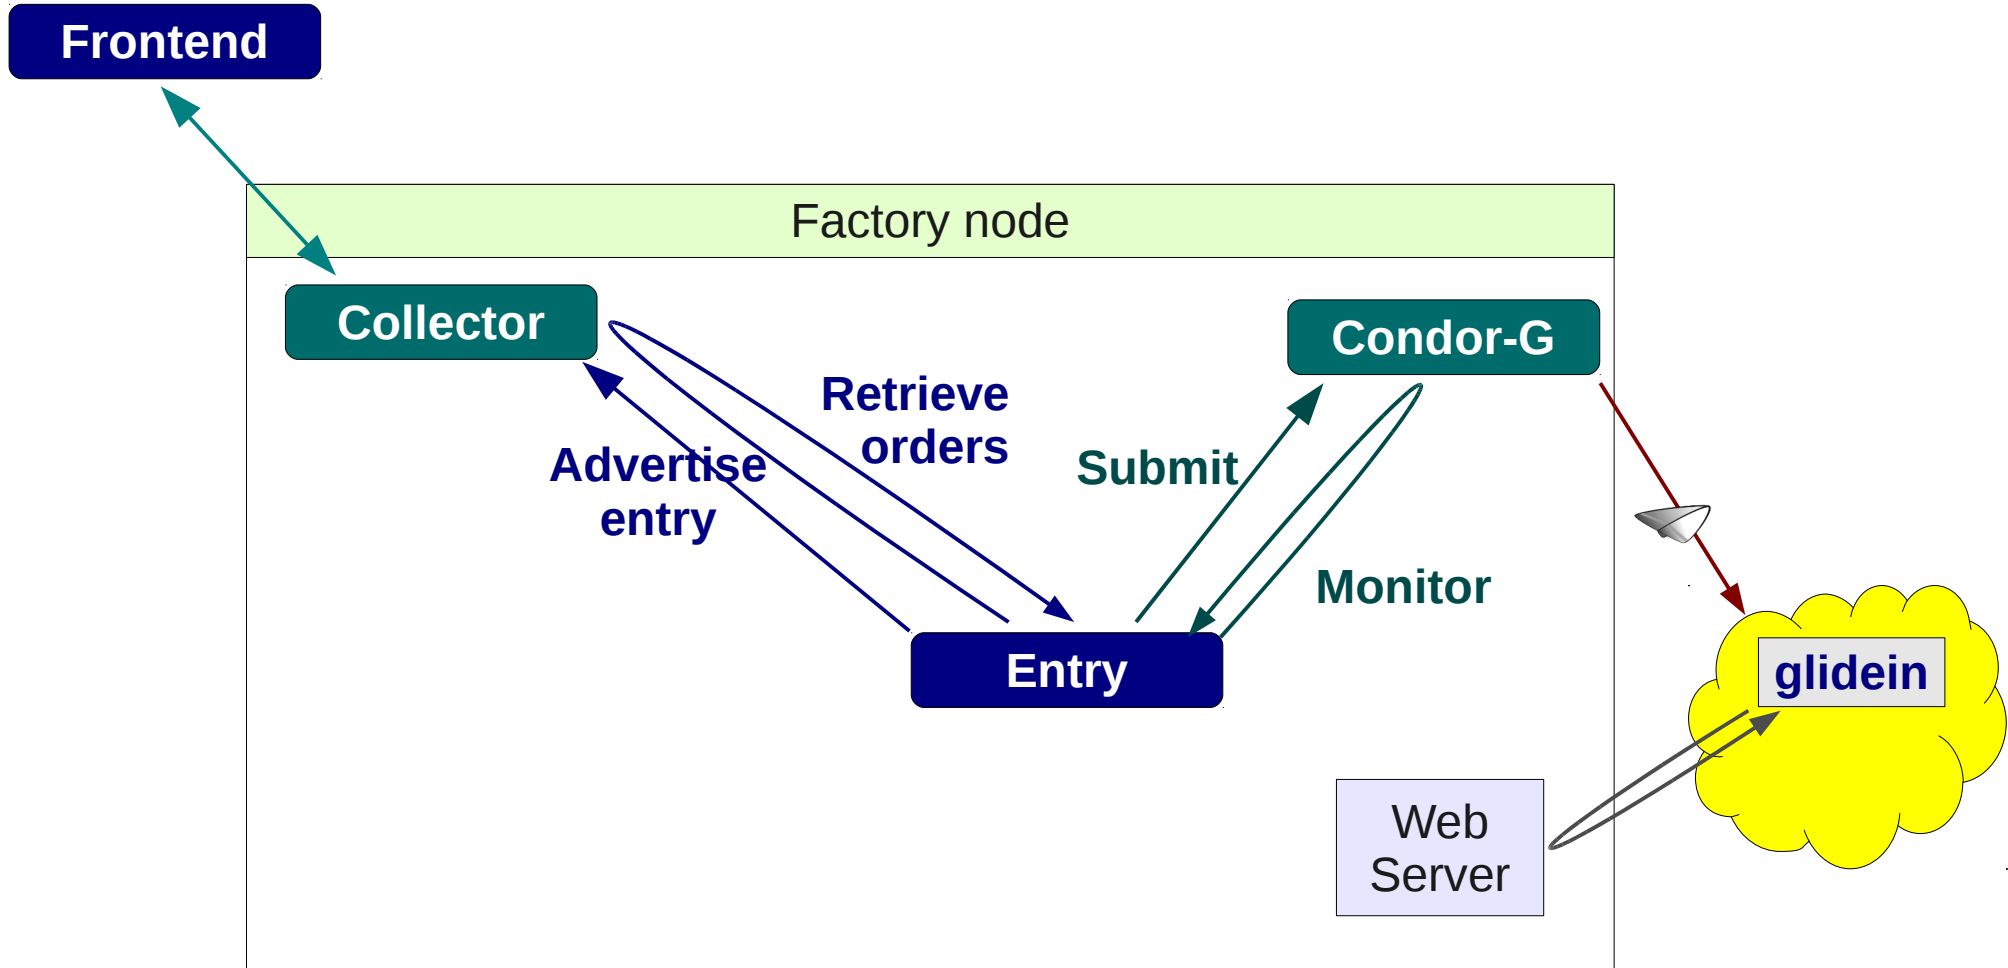 Frontend
Factory node
Collector
Condor-G
Retrieve
orders
Advertise
entry
Submit
Monitor
Entry
glidein
Web
Server